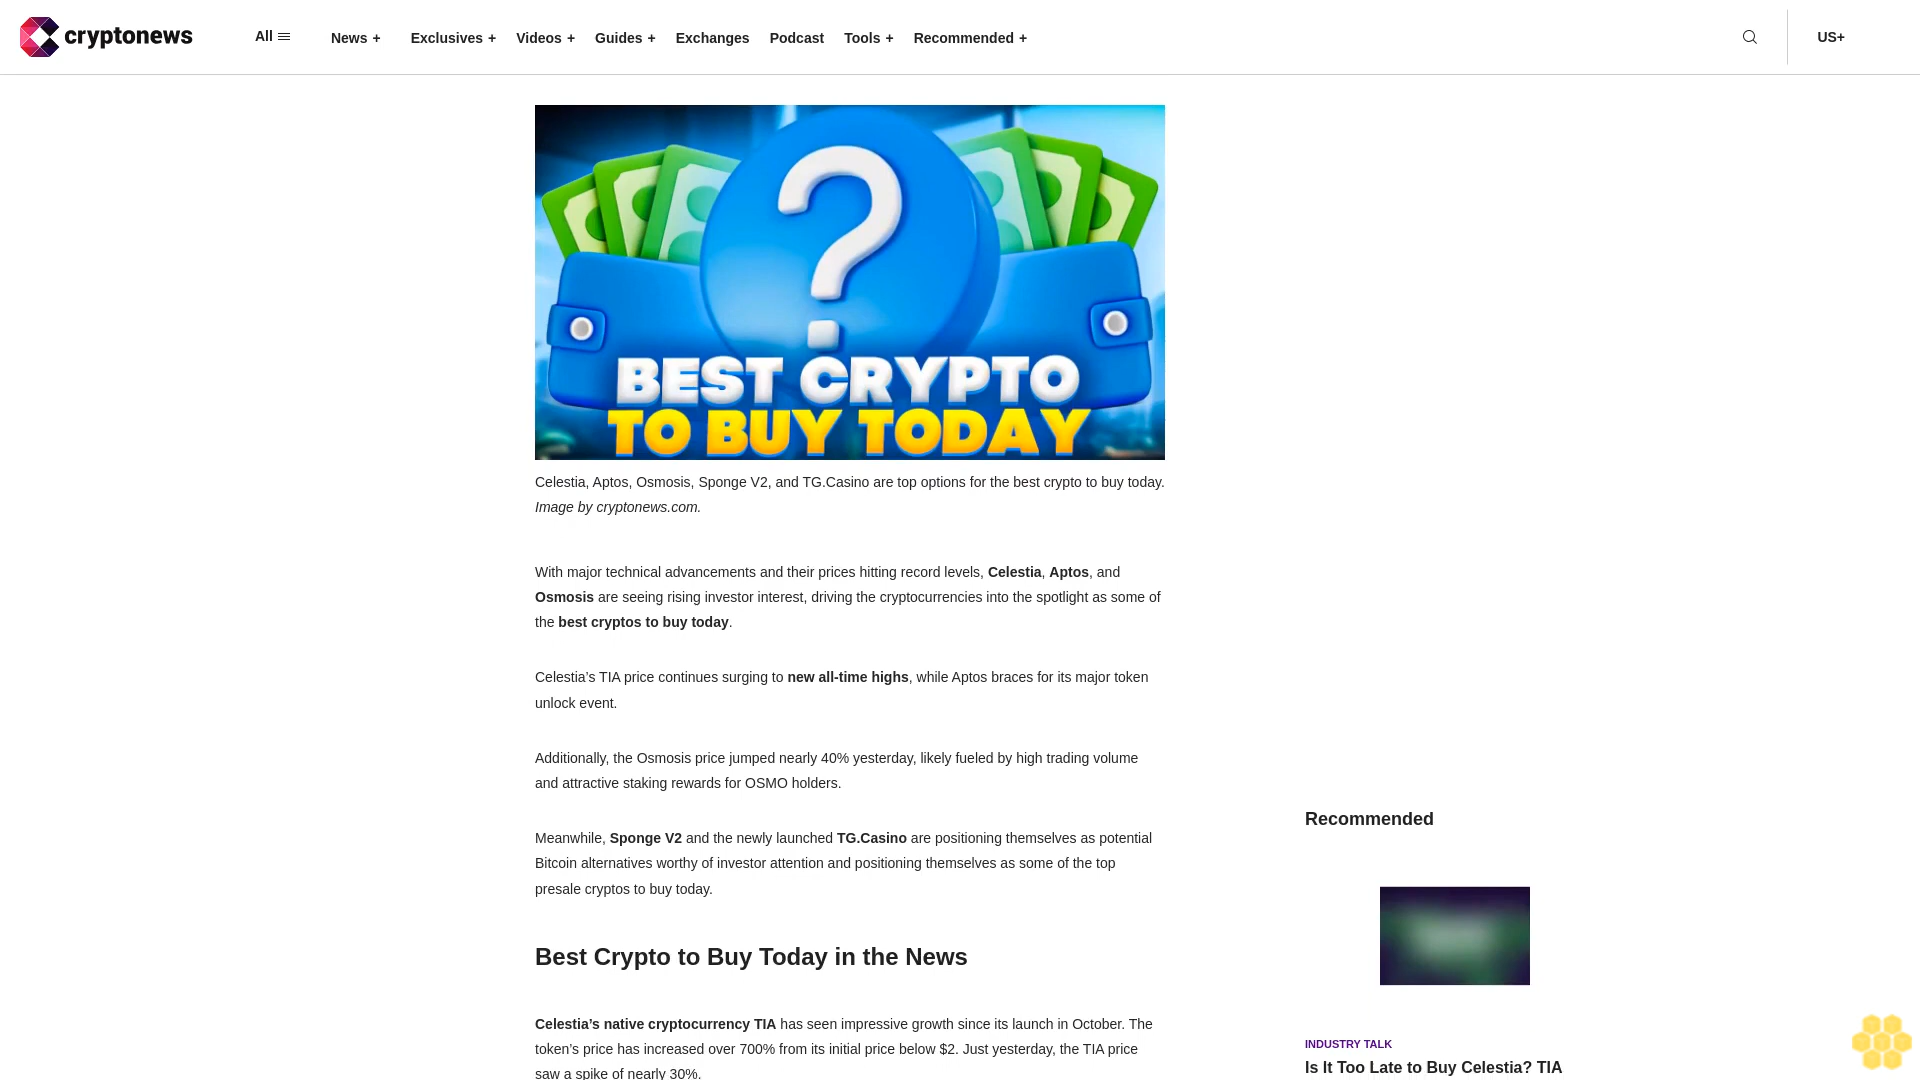 cryptonews
All
News +
Exclusives +
Videos +
Guides +
Exchanges
Podcast
Tools +
Recommended +
US+
?
BEST CRYPTO
TO BUY TODAY
Celestia, Aptos, Osmosis, Sponge V2, and TG.Casino are top options for the best crypto to buy today.
Image by cryptonews.com.
With major technical advancements and their prices hitting record levels, Celestia, Aptos, and
Osmosis are seeing rising investor interest, driving the cryptocurrencies into the spotlight as some of
the best cryptos to buy today.
Celestia’s TIA price continues surging to new all-time highs, while Aptos braces for its major token
unlock event.
Additionally, the Osmosis price jumped nearly 40% yesterday, likely fueled by high trading volume
and attractive staking rewards for OSMO holders.
Meanwhile, Sponge V2 and the newly launched TG.Casino are positioning themselves as potential
Bitcoin alternatives worthy of investor attention and positioning themselves as some of the top
presale cryptos to buy today.
Best Crypto to Buy Today in the News
Celestia’s native cryptocurrency TIA has seen impressive growth since its launch in October. The
token’s price has increased over 700% from its initial price below $2. Just yesterday, the TIA price
saw a spike of nearly 30%.
Recommended
INDUSTRY TALK
Is It Too Late to Buy Celestia? TIA